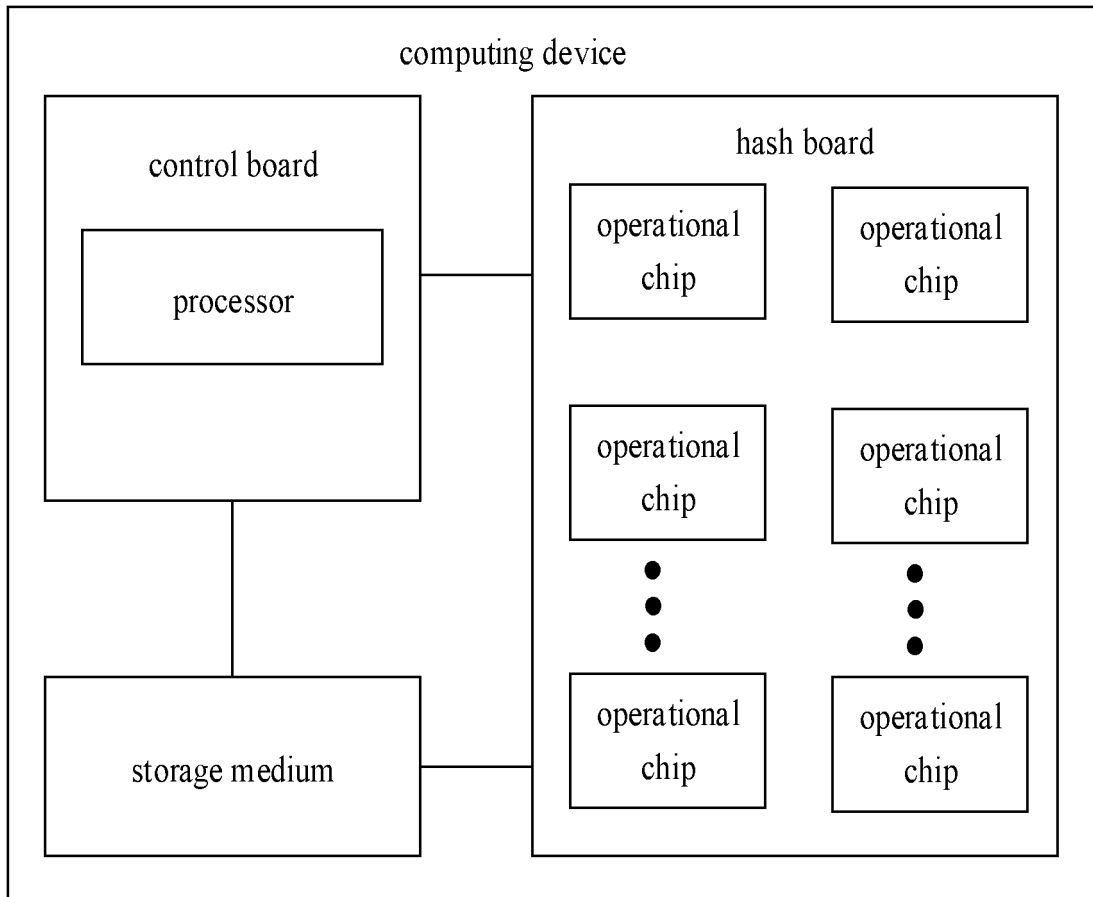 computing device
control board
processor
storage medium
hash board
operational
chip
operational
chip
operational
chip
operational
chip
operational
chip
operational
chip